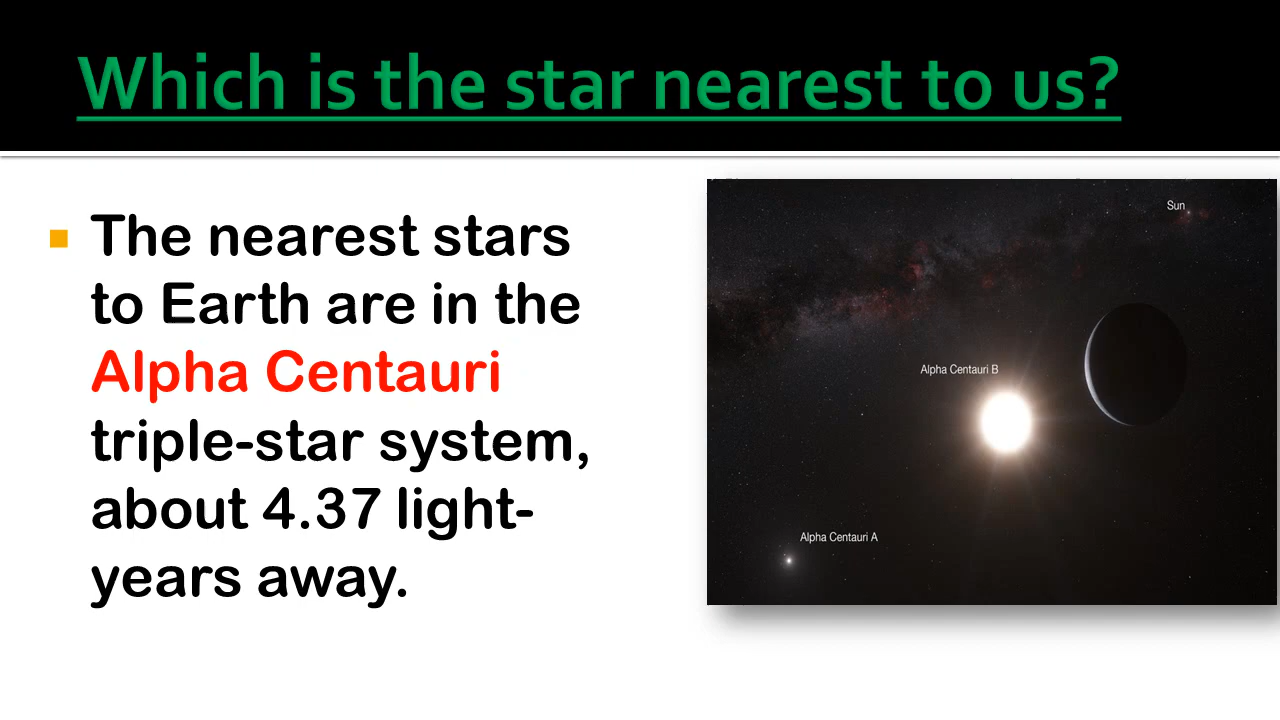 Which is the star nearest to us?
The nearest stars
to Earth are in the
Alpha Centauri
triple-star system,
about 4.37 light-
years away.
Sun
Alpha Centauri B
Alpha Centauri A